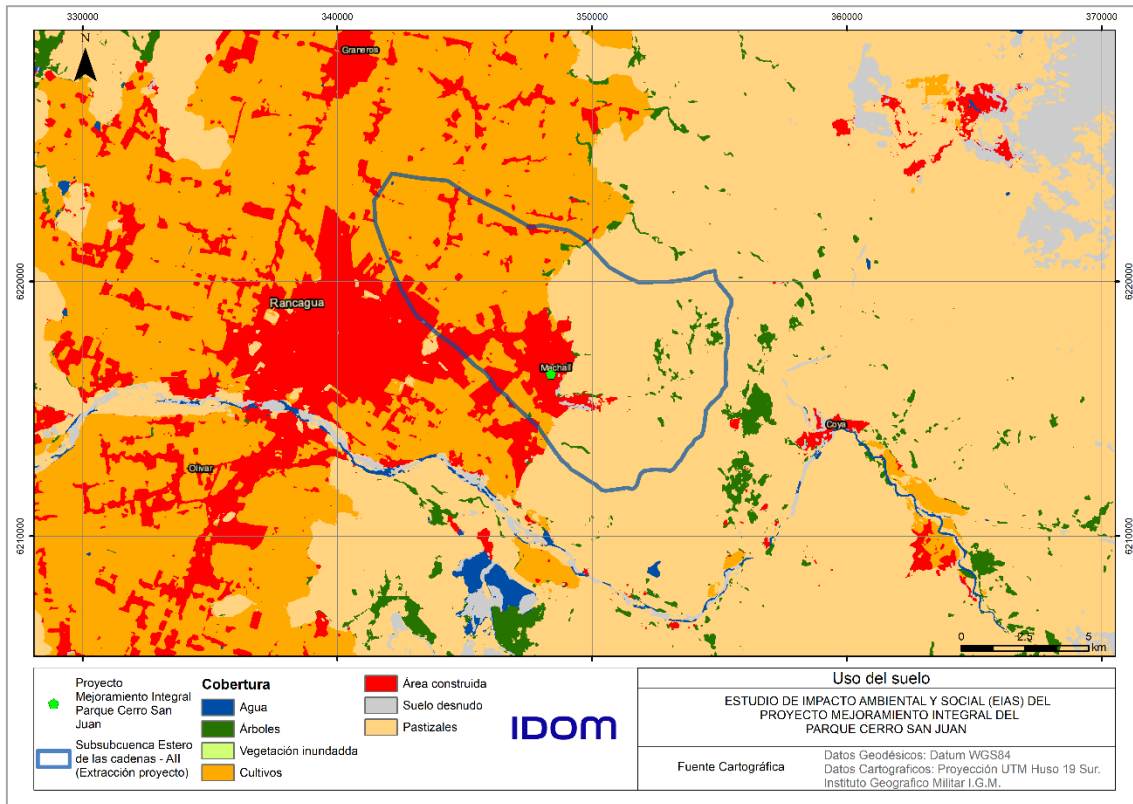 330000
340000
350000
360000
370000
N
Graneros
6220000
6220000
Rancagua
Machalí
Coya
Olivar
6210000
6210000
0 2.5 5
km
Proyecto
Mejoramiento Integral
Parque Cerro San
Juan
Subsubcuenca Estero
de las cadenas - AII
(Extracción proyecto)
Cobertura
Agua
Árboles
Vegetación inundadda
Cultivos
Área construida
Suelo desnudo
Pastizales
IDOM
Uso del suelo
ESTUDIO DE IMPACTO AMBIENTAL Y SOCIAL (EIAS) DEL
PROYECTO MEJORAMIENTO INTEGRAL DEL
PARQUE CERRO SAN JUAN
Fuente Cartográfica
Datos Geodésicos: Datum WGS84
Datos Cartograficos: Proyección UTM Huso 19 Sur.
Instituto Geografico Militar I.G.M.